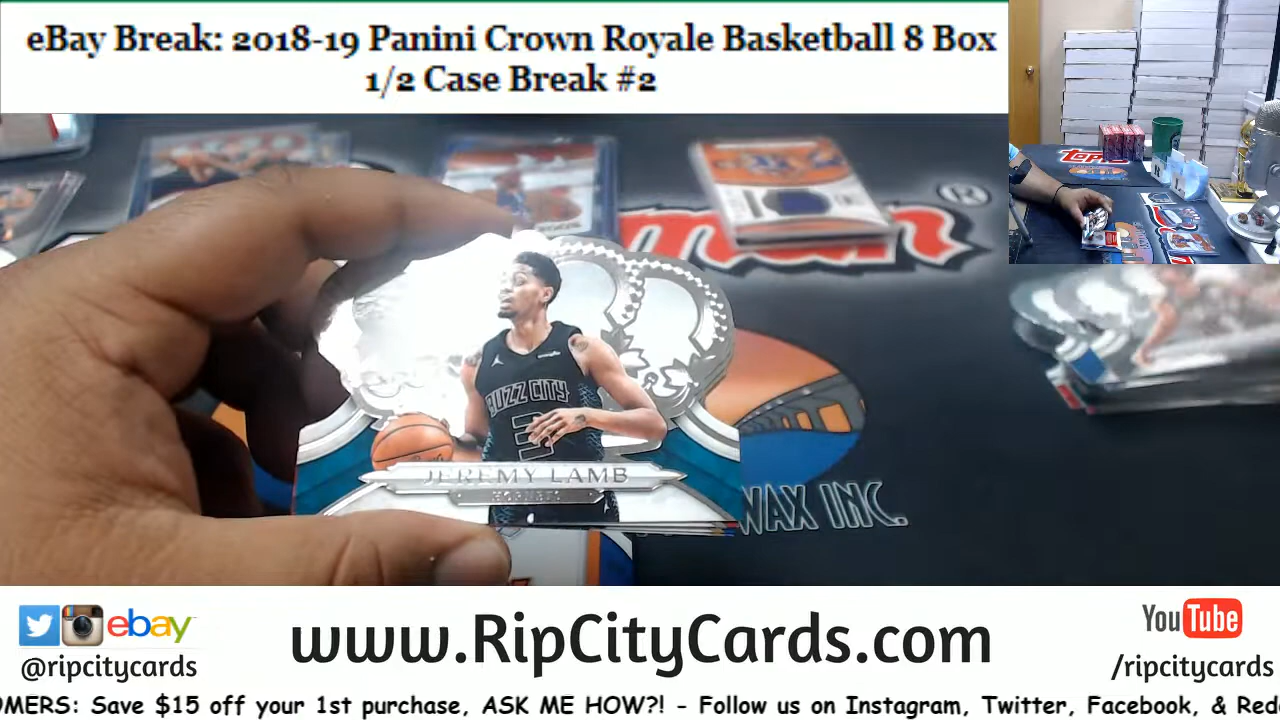 eBay Break: 2018-19 Panini Crown Royale Basketball 8 Box
1/2 Case Break #2
Topps
®
BUZZ CITY
3
JEREMY LAMB
HORNETS
WAX INC.
ebay
@ripcitycards
www.RipCityCards.com
YouTube
/ripcitycards
OMERS: Save $15 off your 1st purchase, ASK ME HOW?! - Follow us on Instagram, Twitter, Facebook, & Red